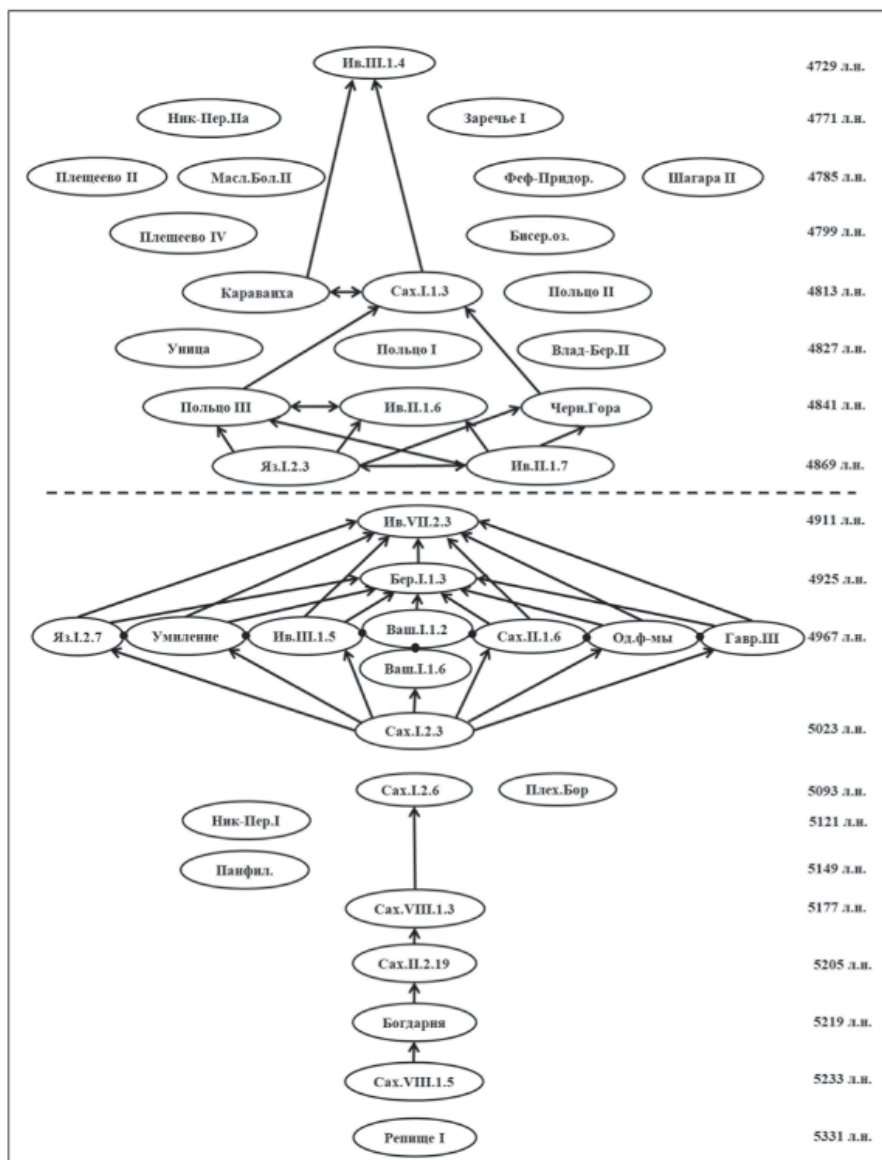 Ив.III.1.4 4729 л.н.
Ник-Пер.IIа Заречье I 4771 л.н.
Плещеево II Масл.Бол.II Феф-Придор. Шагара II 4785 л.н.
Плещеево IV Бисер.оз. 4799 л.н.
Караваиха Сах.I.1.3 Польцо II 4813 л.н.
Уница Польцо I Влад-Бер.II 4827 л.н.
Польцо III Ив.II.1.6 Черн.Гора 4841 л.н.
Яз.I.2.3 Ив.II.1.7 4869 л.н.
Ив.VII.2.3 4911 л.н.
Бер.I.1.3 4925 л.н.
Яз.I.2.7 Умиление Ив.III.1.5 Ваш.I.1.2 Сах.II.1.6 Од.ф-мы Гавр.III 4967 л.н.
Ваш.I.1.6
Сах.I.2.3 5023 л.н.
Сах.I.2.6 Плех.Бор 5093 л.н.
Ник-Пер.I 5121 л.н.
Панфил. 5149 л.н.
Сах.VIII.1.3 5177 л.н.
Сах.II.2.19 5205 л.н.
Богдарня 5219 л.н.
Сах.VIII.1.5 5233 л.н.
Репище I 5331 л.н.